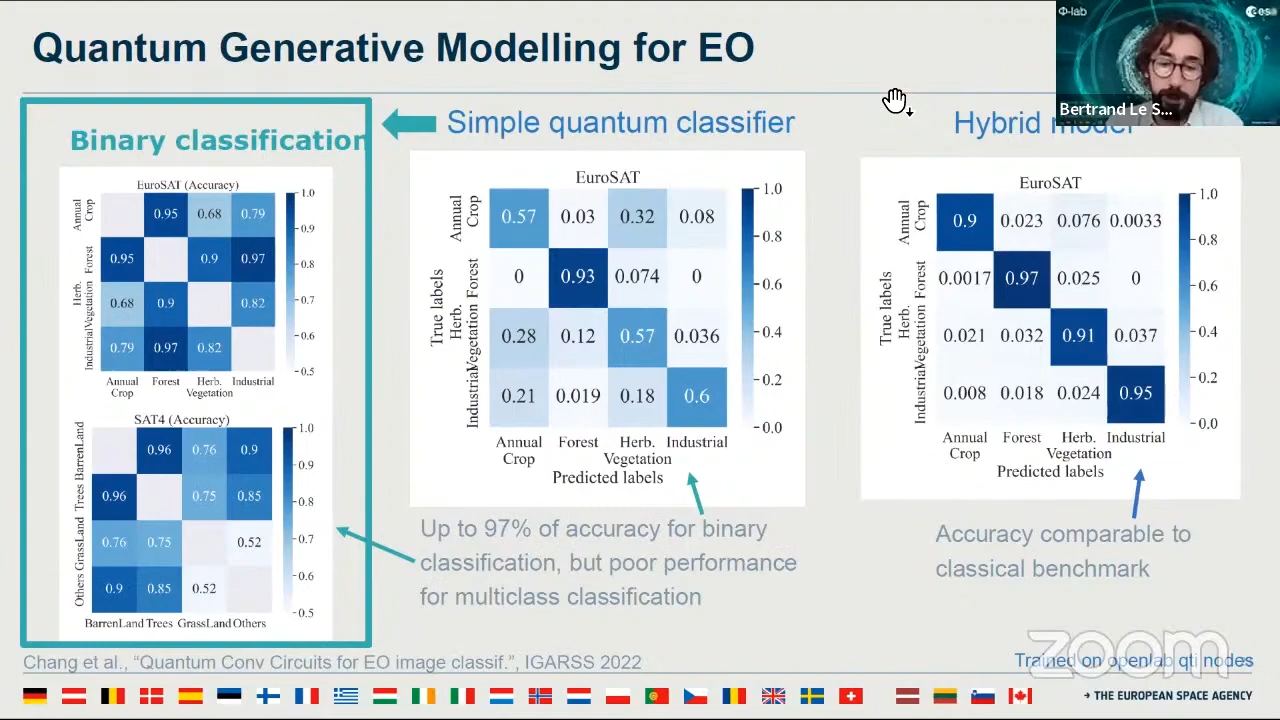 Quantum Generative Modelling for EO
Φ-lab
esa
Bertrand Le S...
Binary classification
Simple quantum classifier
Hybrid model
EuroSAT (Accuracy)
Annual Crop
0.95 0.68 0.79
Forest
0.95 0.9 0.97
Herb. Vegetation
0.68 0.9 0.82
Industrial
0.79 0.97 0.82
Annual Forest Herb. Industrial
Crop Vegetation
1.0
0.9
0.8
0.7
0.6
0.5
SAT4 (Accuracy)
BarrenLand
0.96 0.76 0.9
Trees
0.96 0.75 0.85
GrassLand
0.76 0.75 0.52
Others
0.9 0.85 0.52
BarrenLand Trees GrassLand Others
1.0
0.9
0.8
0.7
0.6
0.5
EuroSAT
True labels
Annual Crop
0.57 0.03 0.32 0.08
Forest
0 0.93 0.074 0
Herb. Vegetation
0.28 0.12 0.57 0.036
Industrial
0.21 0.019 0.18 0.6
Annual Forest Herb. Industrial
Crop Vegetation
Predicted labels
1.0
0.8
0.6
0.4
0.2
0.0
Up to 97% of accuracy for binary
classification, but poor performance
for multiclass classification
EuroSAT
True labels
Annual Crop
0.9 0.023 0.076 0.0033
Forest
0.0017 0.97 0.025 0
Herb. Vegetation
0.021 0.032 0.91 0.037
Industrial
0.008 0.018 0.024 0.95
Annual Forest Herb. Industrial
Crop Vegetation
Predicted labels
1.0
0.8
0.6
0.4
0.2
0.0
Accuracy comparable to
classical benchmark
Chang et al., “Quantum Conv Circuits for EO image classif.”, IGARSS 2022
zoom
Trained on openlab qti nodes
→ THE EUROPEAN SPACE AGENCY